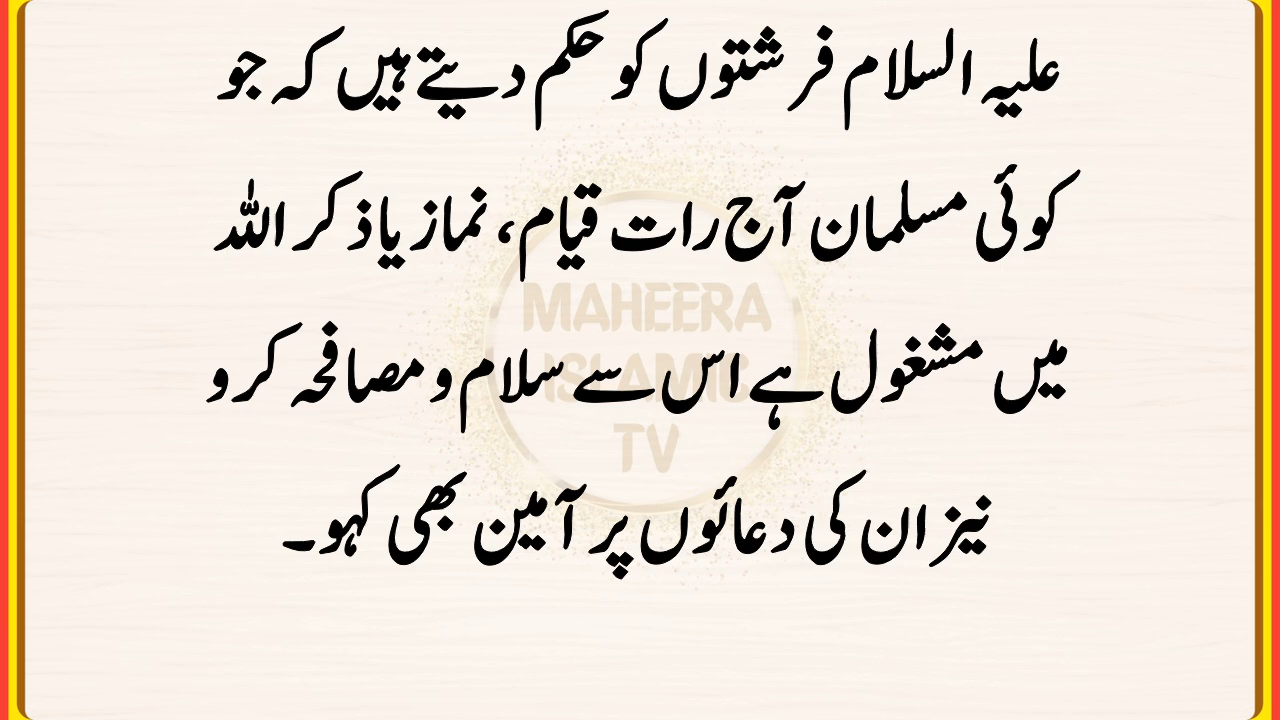 علیہ السلام فرشتوں کو حکم دیتے ہیں کہ جو
کوئی مسلمان آج رات قیام، نماز یا ذکر اللہ
میں مشغول ہے اس سے سلام و مصافحہ کرو
نیز ان کی دعائوں پر آمین بھی کہو۔
MAHEERA
ISLAMIC
TV